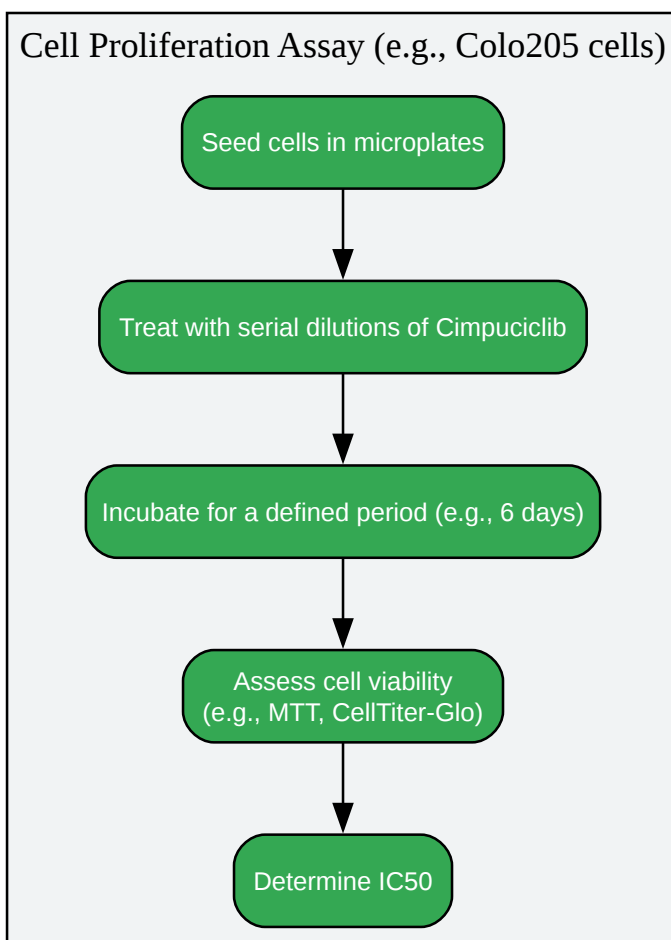 Cell Proliferation Assay (e.g., Colo205 cells)
Seed cells in microplates
Treat with serial dilutions of Cimpuciclib
Incubate for a defined period (e.g., 6 days)
Assess cell viability
(e.g., MTT, CellTiter-Glo)
Determine IC50